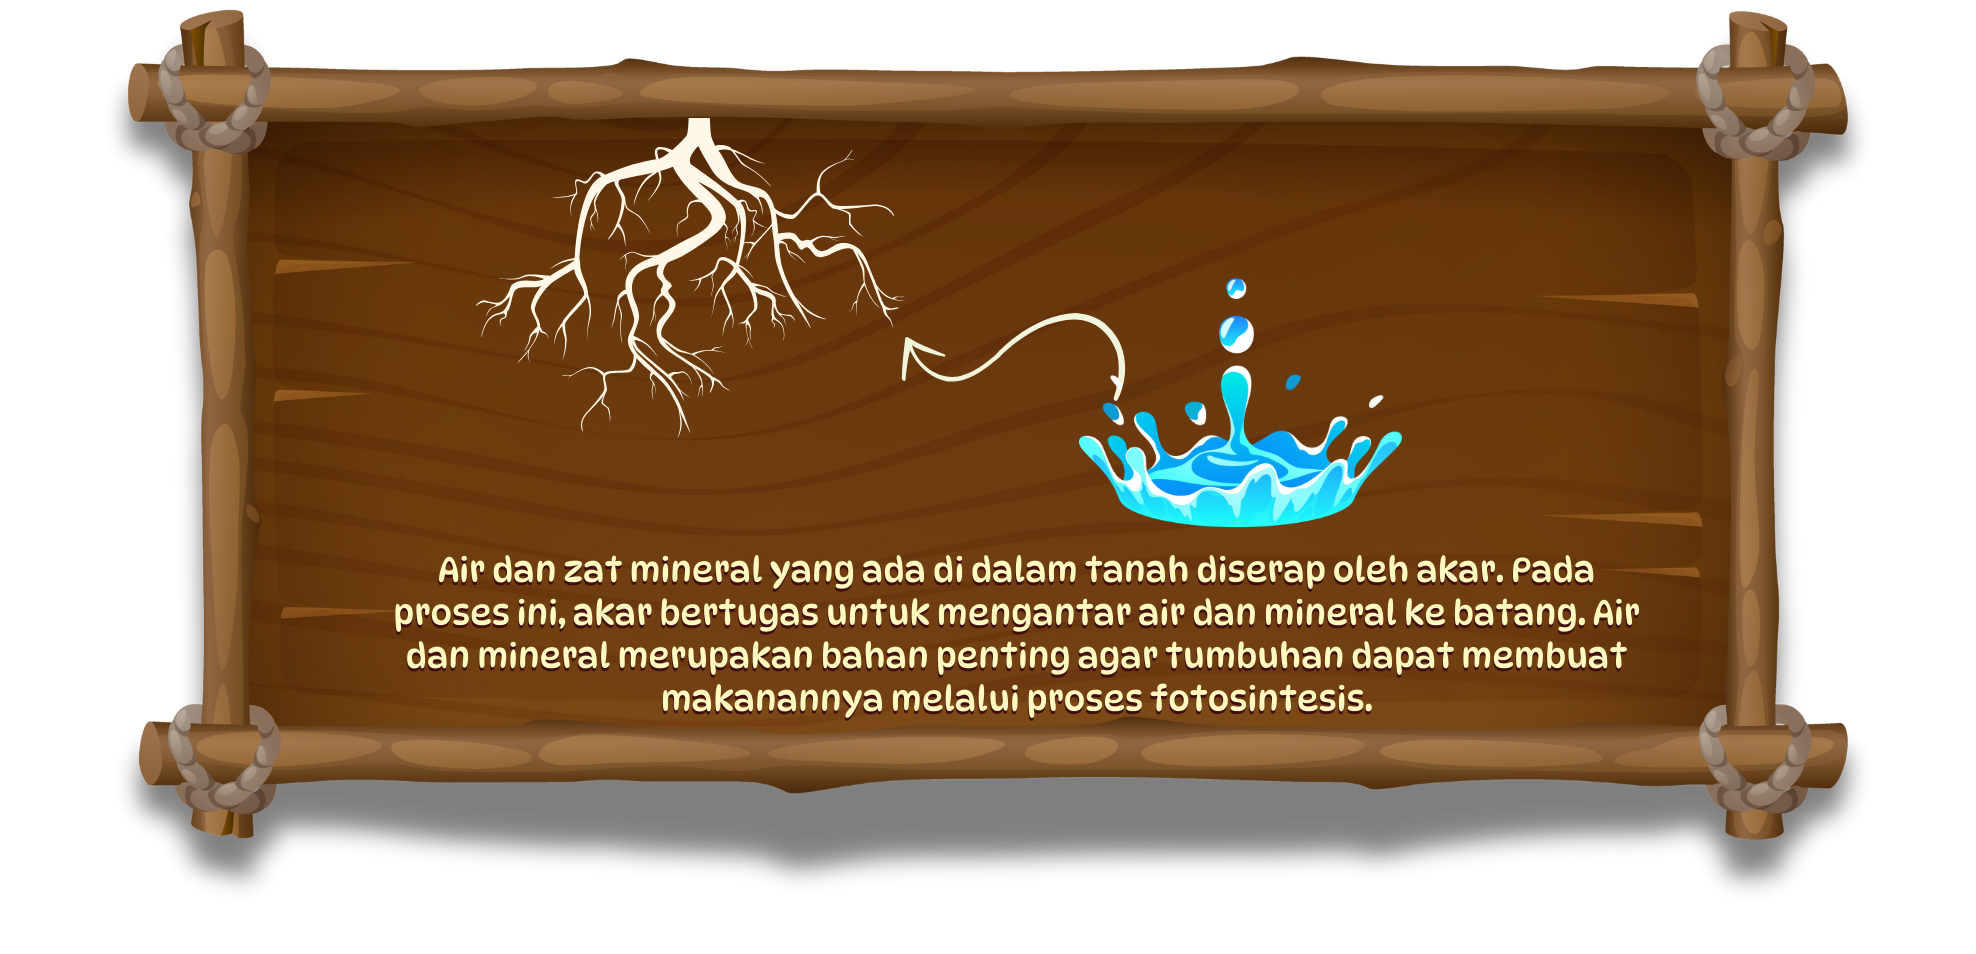 Air dan zat mineral yang ada di dalam tanah diserap oleh akar. Pada
proses ini, akar bertugas untuk mengantar air dan mineral ke batang. Air
dan mineral merupakan bahan penting agar tumbuhan dapat membuat
makanannya melalui proses fotosintesis.